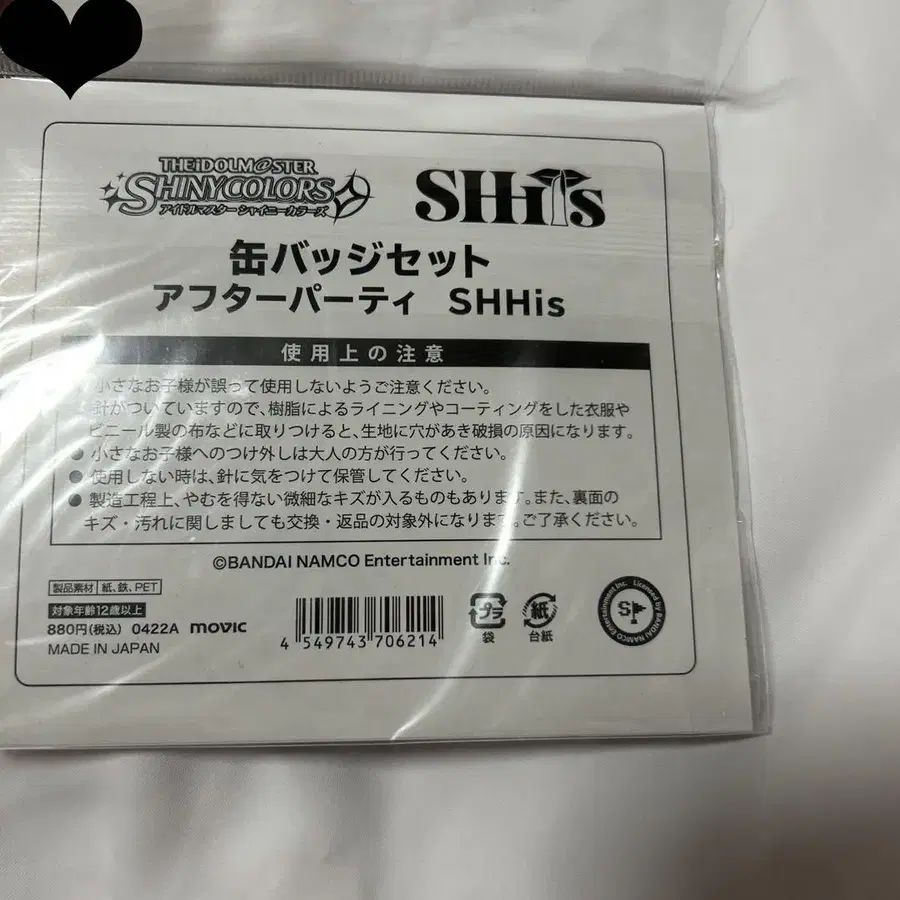 THE iDOLM@STER
SHINYCOLORS
アイドルマスター シャイニーカラーズ
SHHis
缶バッジセット
アフターパーティ SHHis
使用上の注意
小さなお子様が誤って使用しないようご注意ください。
針がついていますので、樹脂によるライニングやコーティングをした衣服や
ビニール製の布などに取りつけると、生地に穴があき破損の原因になります。
● 小さなお子様へのつけ外しは大人の方が行ってください。
● 使用しない時は、針に気をつけて保管してください。
● 製造工程上、やむを得ない微細なキズが入るものもあります。また、裏面の
キズ・汚れに関しましても交換・返品の対象外になります。ご了承ください。
©BANDAI NAMCO Entertainment Inc.
製品素材 紙、鉄、PET
対象年齢12歳以上
880円(税込) 0422A movic
MADE IN JAPAN
4 549743 706214
プラ
袋
紙
台紙
Licensed by BANDAI NAMCO Entertainment Inc.
S